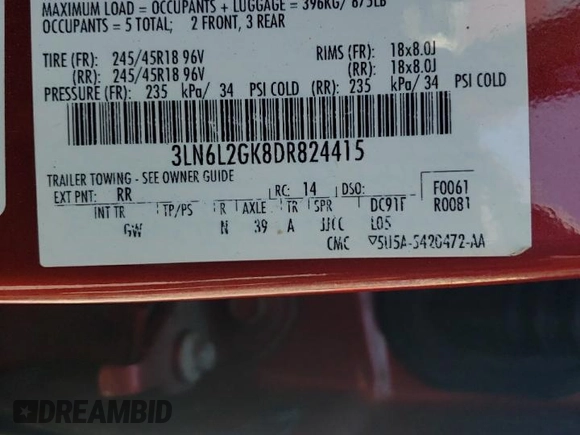 MAXIMUM LOAD = OCCUPANTS + LUGGAGE = 396KG/ 875LB
OCCUPANTS = 5 TOTAL; 2 FRONT, 3 REAR
TIRE (FR): 245/45R18 96V RIMS (FR): 18x8.0J
(RR): 245/45R18 96V (RR): 18x8.0J
PRESSURE (FR): 235 kPa/ 34 PSI COLD (RR): 235 kPa/ 34 PSI COLD
3LN6L2GK8DR824415
TRAILER TOWING - SEE OWNER GUIDE
EXT PNT: RR RC: 14 DSO: F0061
INT TR TP/PS R AXLE TR SPR DC91F R0081
GW N 39 A JJCC L05
CMC 5U5A-5420472-AA
DREAMBID